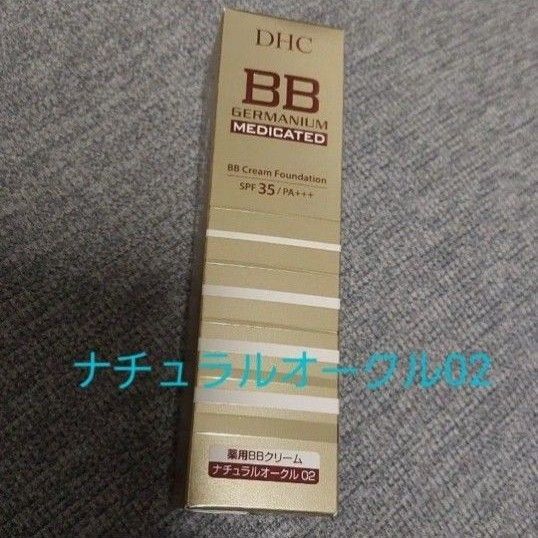 DHC
BB
GERMANIUM
MEDICATED
BB Cream Foundation
SPF 35/PA+++
ナチュラルオークル02
薬用BBクリーム
ナチュラルオークル 02